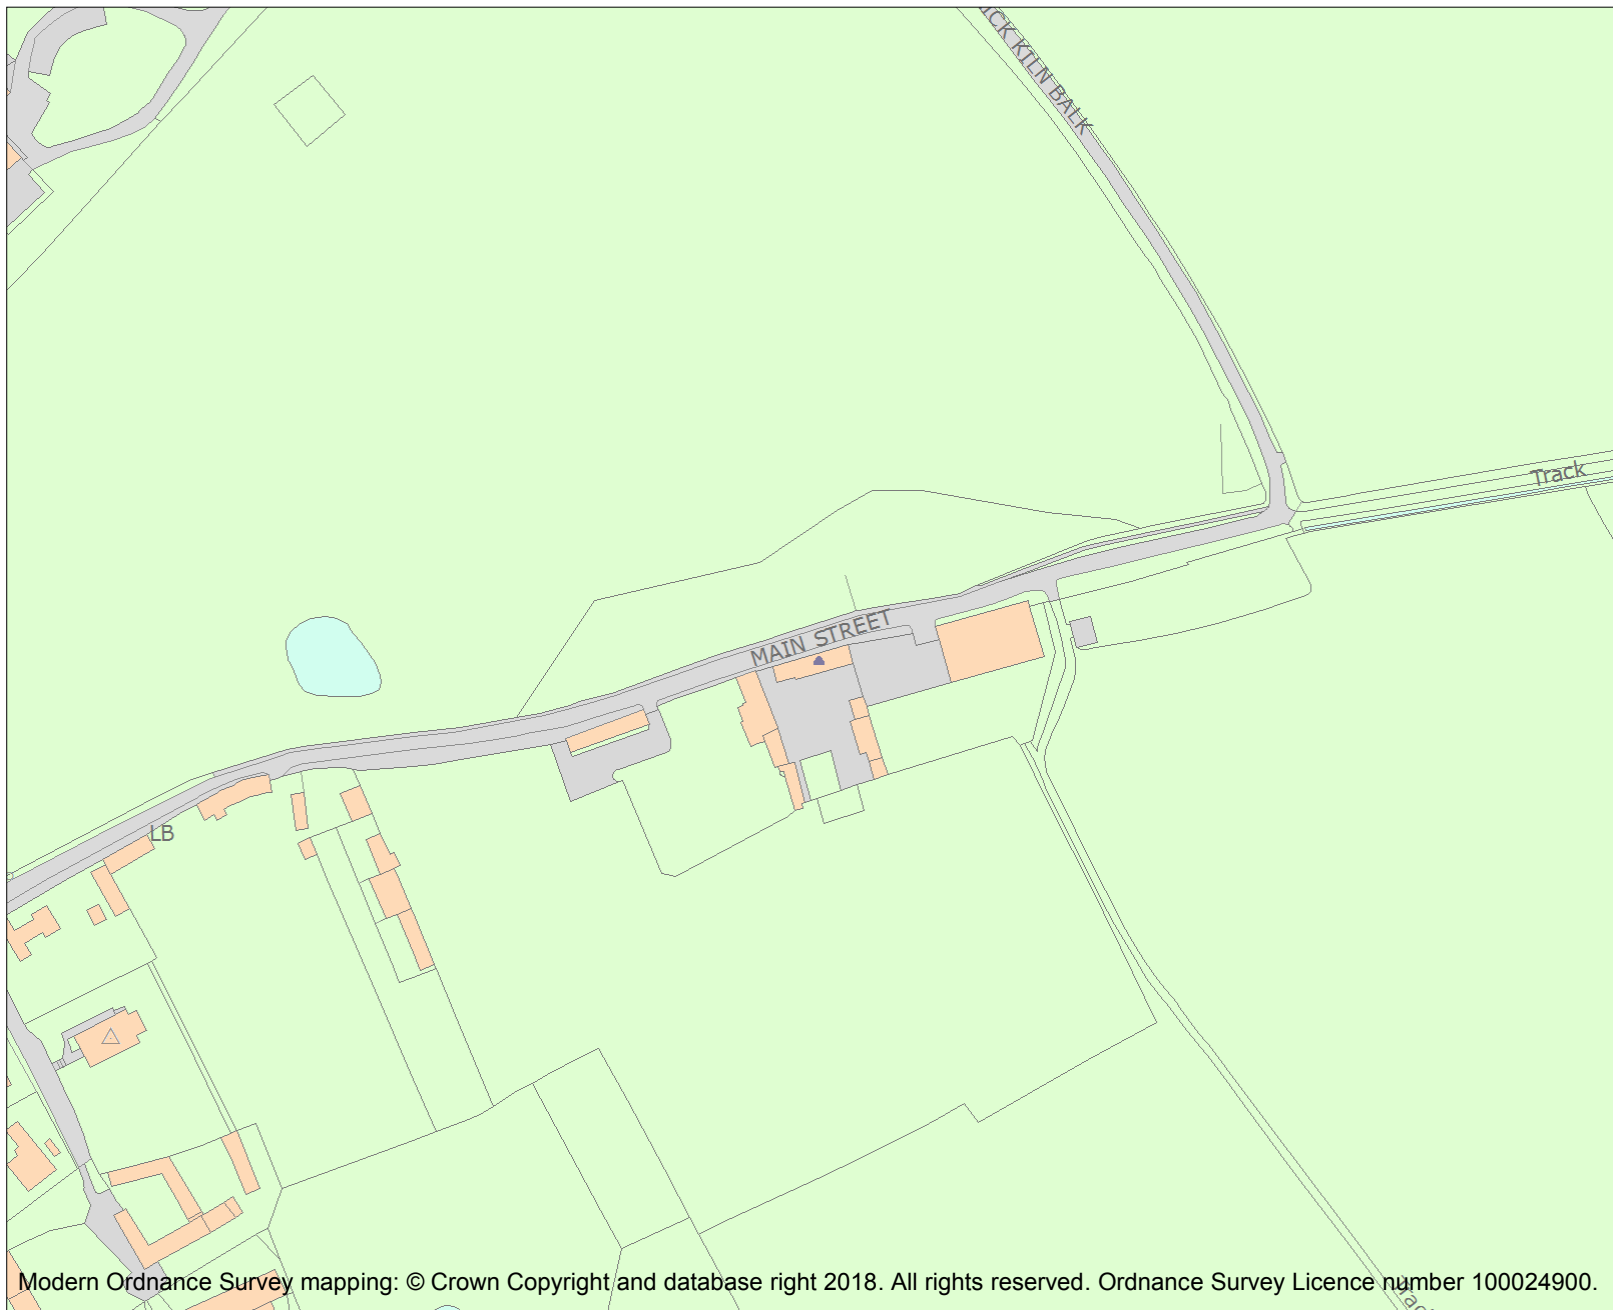 ICK KILN BALK
Track
MAIN STREET
LB
Modern Ordnance Survey mapping: © Crown Copyright and database right 2018. All rights reserved. Ordnance Survey Licence number 100024900.
Track